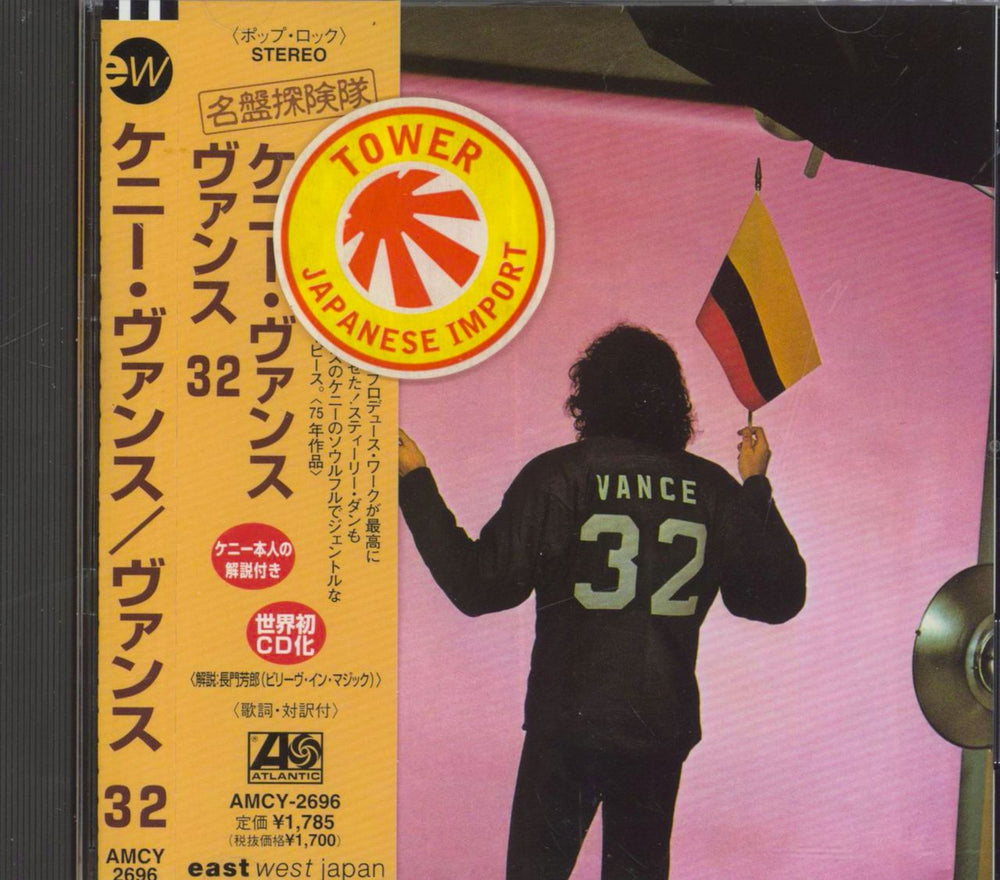 ew
ケニー・ヴァンス／ヴァンス 32
AMCY
2696
〈ポップ・ロック〉
STEREO
名盤探険隊
ケニー・ヴァンス
ヴァンス 32
プロデュース・ワークが最高に
せた!スティーリー・ダンも
スのケニーのソウルフルでジェントルな
ピース。〈75年作品〉
ケニー本人の
解説付き
世界初
CD化
〈解説:長門芳郎(ビリーヴ・イン・マジック)〉
〈歌詞・対訳付〉
ATLANTIC
AMCY-2696
定価 ¥1,785
(税抜価格¥1,700)
east west japan
TOWER
JAPANESE IMPORT
VANCE
32